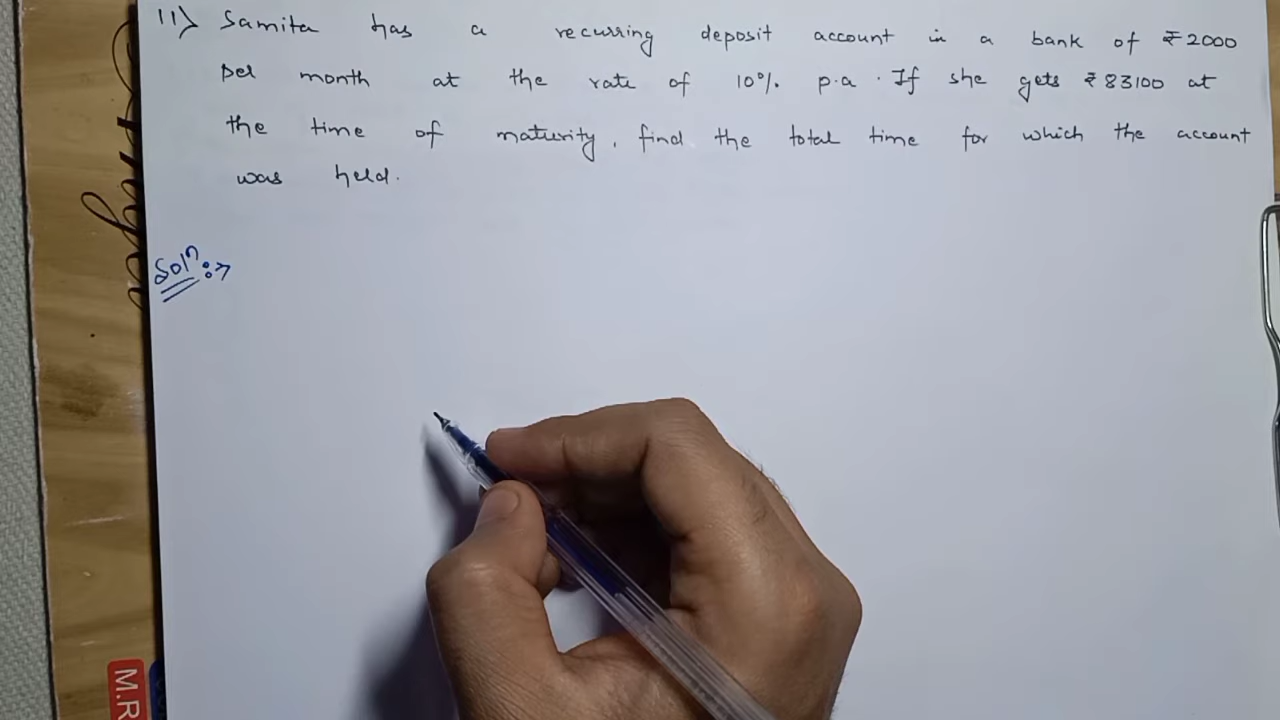 11) Samita has a recurring deposit account in a bank of ₹2000
per month at the rate of 10% p.a. If she gets ₹83100 at
the time of maturity, find the total time for which the account
was held.
Soln :→
M.R